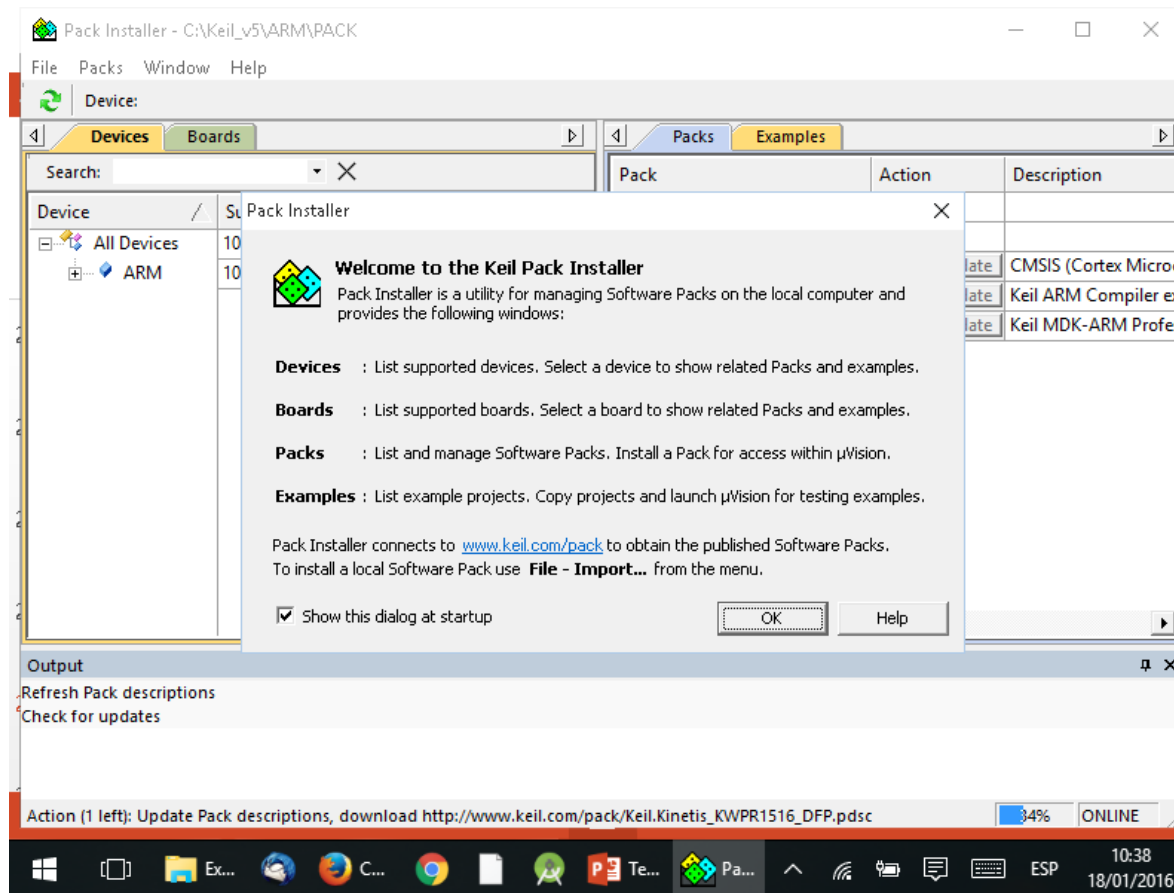 Pack Installer - C:\Keil_v5\ARM\PACK
File Packs Window Help
Device:
Devices Boards
Packs Examples
Search:
Pack Action Description
Device
All Devices 10
ARM 10
CMSIS (Cortex Micro
Keil ARM Compiler
Keil MDK-ARM Profe
Pack Installer
Welcome to the Keil Pack Installer
Pack Installer is a utility for managing Software Packs on the local computer and
provides the following windows:
Devices : List supported devices. Select a device to show related Packs and examples.
Boards : List supported boards. Select a board to show related Packs and examples.
Packs : List and manage Software Packs. Install a Pack for access within µVision.
Examples : List example projects. Copy projects and launch µVision for testing examples.
Pack Installer connects to www.keil.com/pack to obtain the published Software Packs.
To install a local Software Pack use File - Import... from the menu.
Show this dialog at startup
OK Help
Output
Refresh Pack descriptions
Check for updates
Action (1 left): Update Pack descriptions, download http://www.keil.com/pack/Keil.Kinetis_KWPR1516_DFP.pdsc 34% ONLINE
Ex... C... Te... Pa... ESP
10:38
18/01/2016